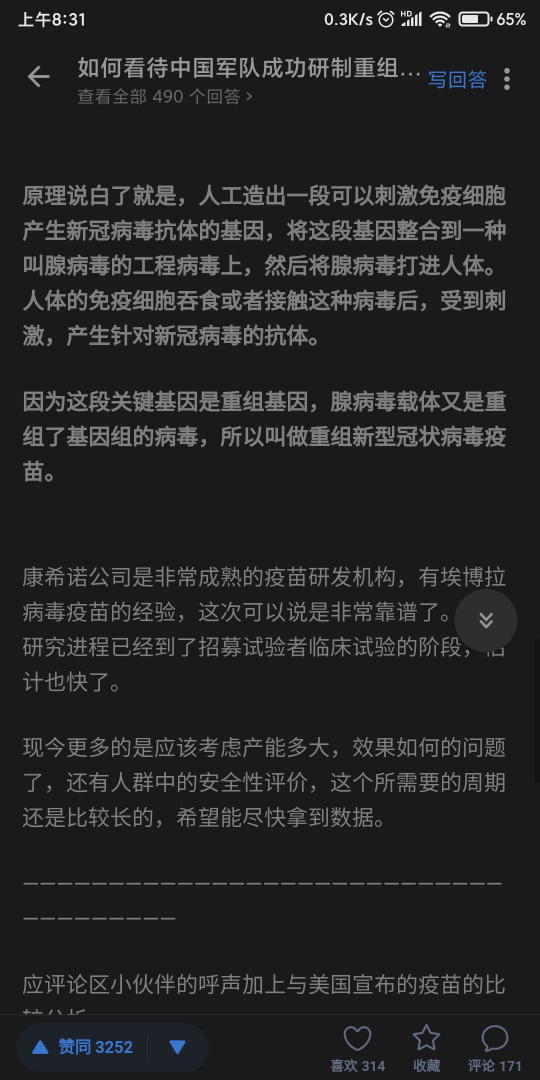 上午8:31
0.3K/s HD 65%
如何看待中国军队成功研制重组... 写回答
查看全部 490 个回答 >
原理说白了就是，人工造出一段可以刺激免疫细胞
产生新冠病毒抗体的基因，将这段基因整合到一种
叫腺病毒的工程病毒上，然后将腺病毒打进人体。
人体的免疫细胞吞食或者接触这种病毒后，受到刺
激，产生针对新冠病毒的抗体。
因为这段关键基因是重组基因，腺病毒载体又是重
组了基因组的病毒，所以叫做重组新型冠状病毒疫
苗。
康希诺公司是非常成熟的疫苗研发机构，有埃博拉
病毒疫苗的经验，这次可以说是非常靠谱了。
研究进程已经到了招募试验者临床试验的阶段，估
计也快了。
现今更多的是应该考虑产能多大，效果如何的问题
了，还有人群中的安全性评价，这个所需要的周期
还是比较长的，希望能尽快拿到数据。
————————————————————————————
—————————
应评论区小伙伴的呼声加上与美国宣布的疫苗的比
较分析
赞同 3252
喜欢 314 收藏 评论 171